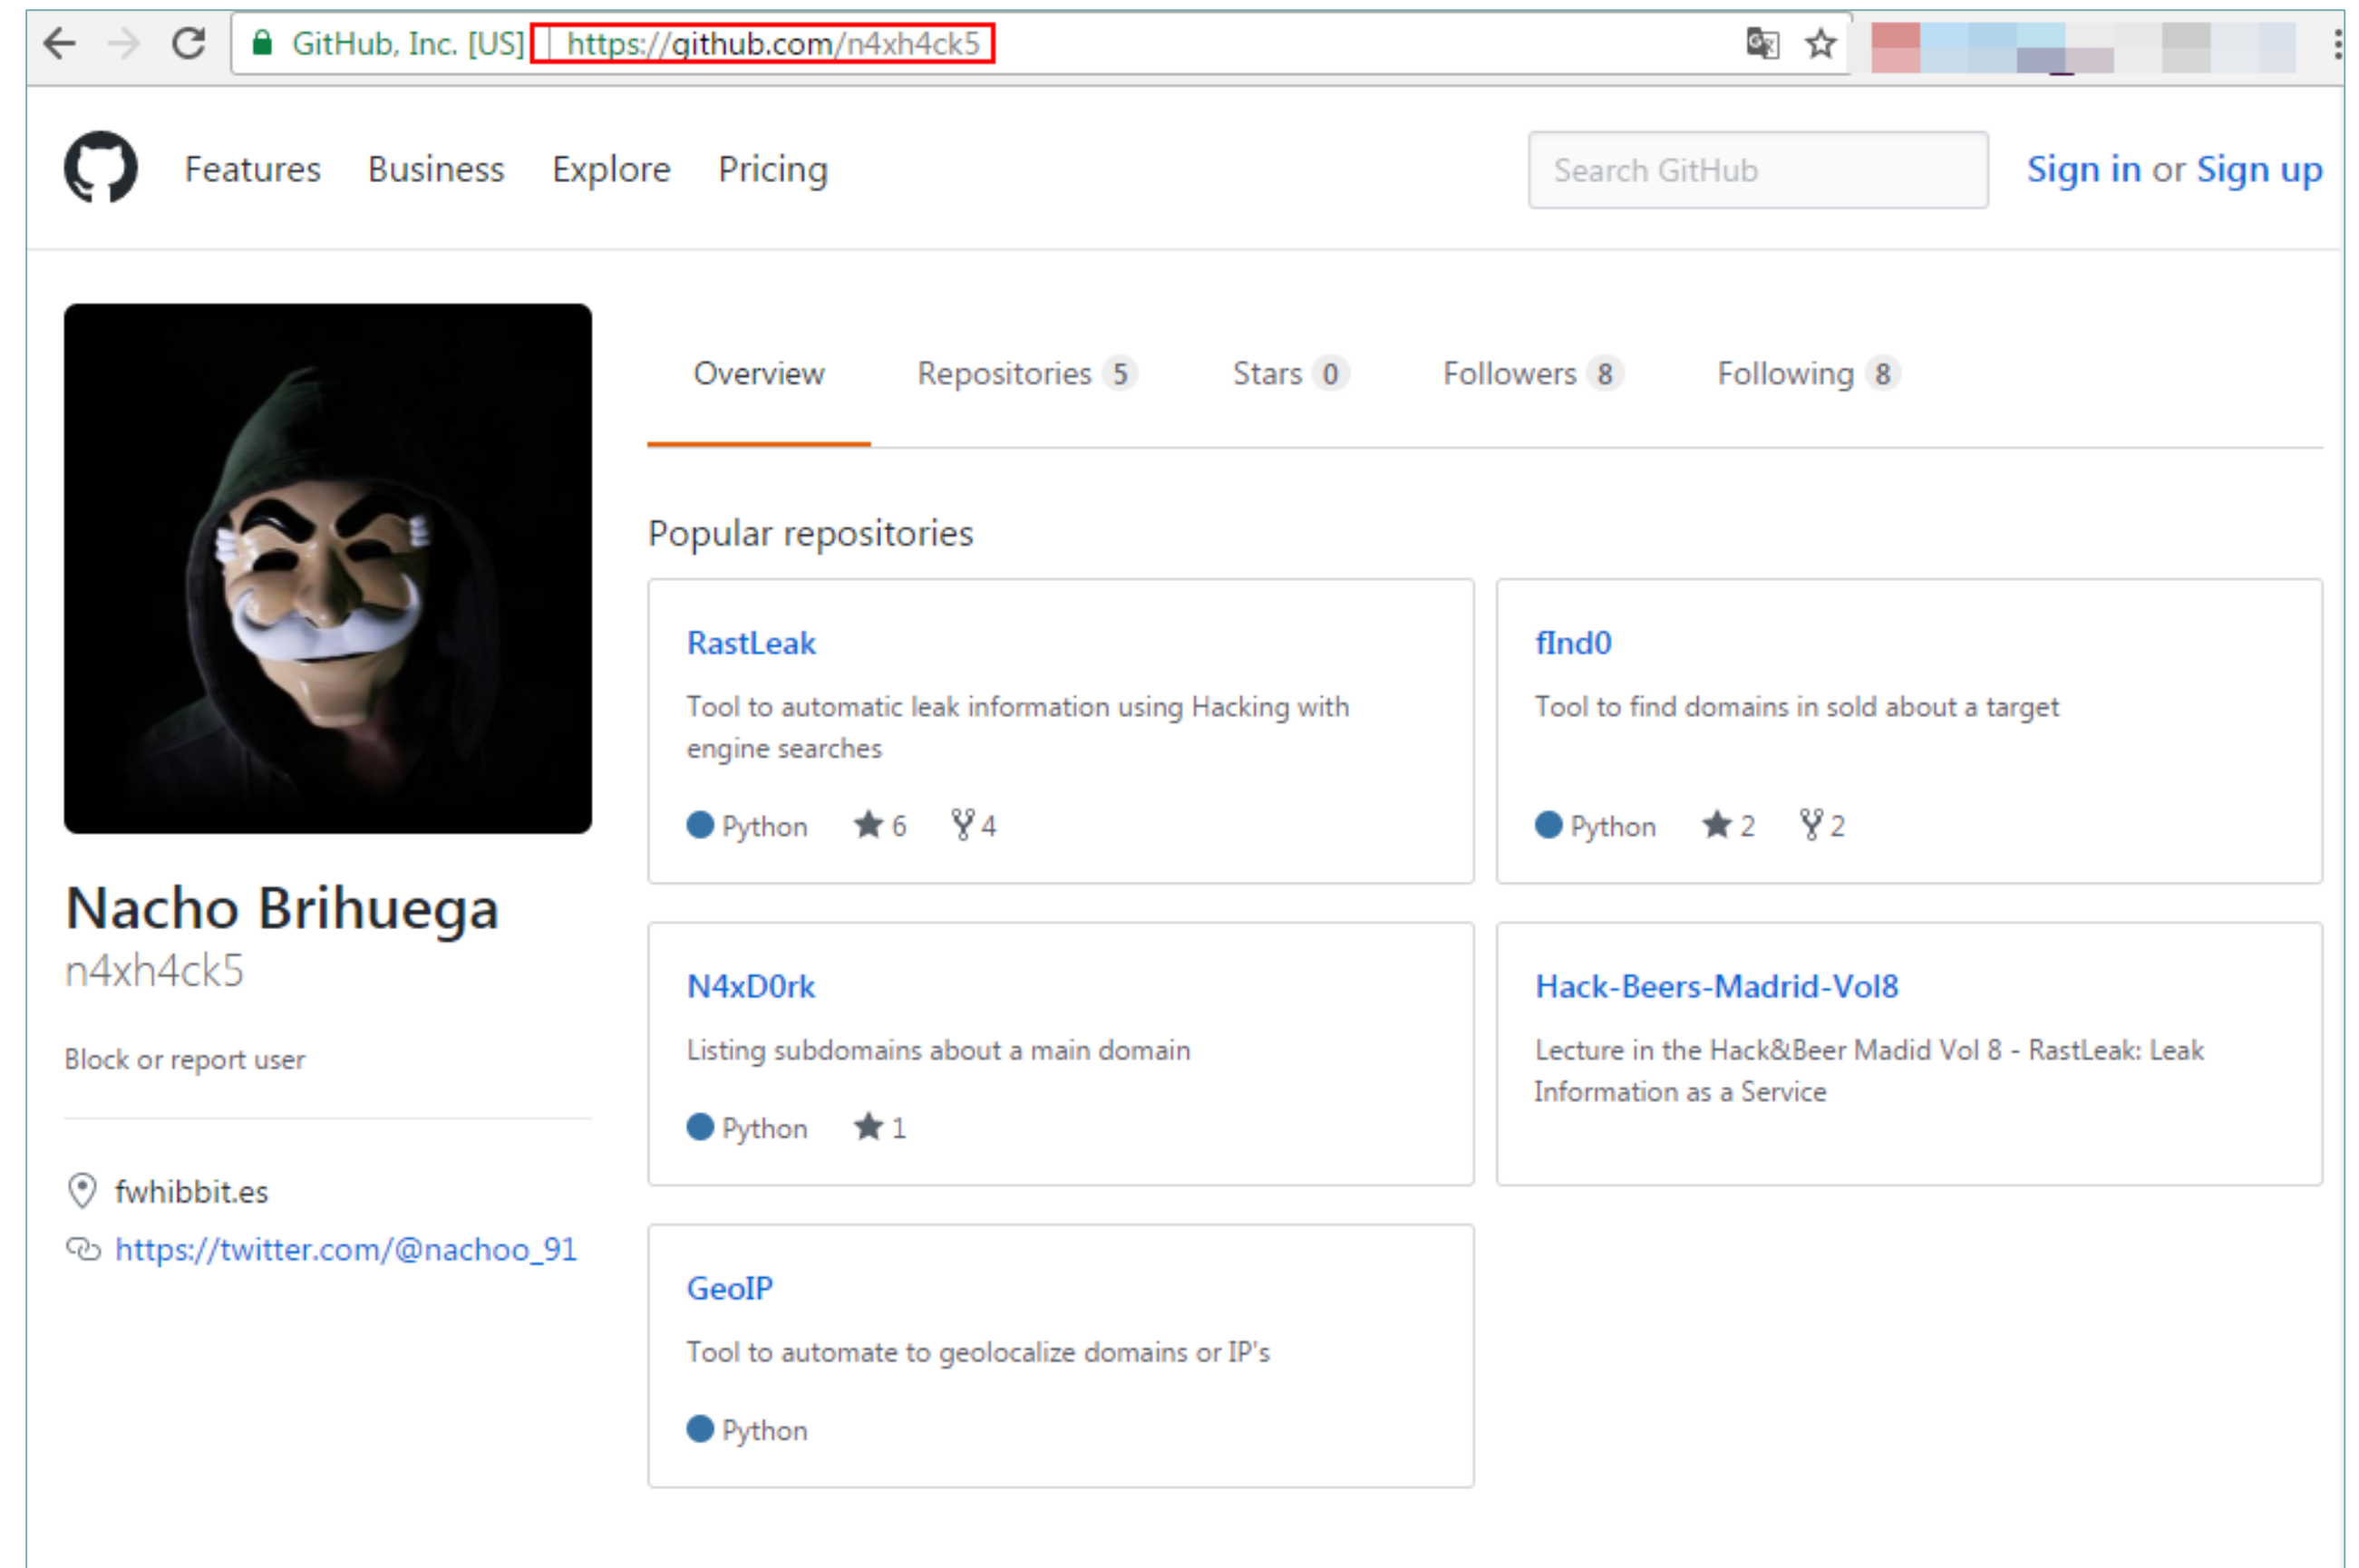 GitHub, Inc. [US] https://github.com/n4xh4ck5
Features Business Explore Pricing Search GitHub Sign in or Sign up
Overview Repositories 5 Stars 0 Followers 8 Following 8
Nacho Brihuega
n4xh4ck5
Block or report user
fwhibbit.es
https://twitter.com/@nachoo_91
Popular repositories
RastLeak
Tool to automatic leak information using Hacking with
engine searches
Python 6 4
fInd0
Tool to find domains in sold about a target
Python 2 2
N4xD0rk
Listing subdomains about a main domain
Python 1
Hack-Beers-Madrid-Vol8
Lecture in the Hack&Beer Madid Vol 8 - RastLeak: Leak
Information as a Service
GeoIP
Tool to automate to geolocalize domains or IP's
Python